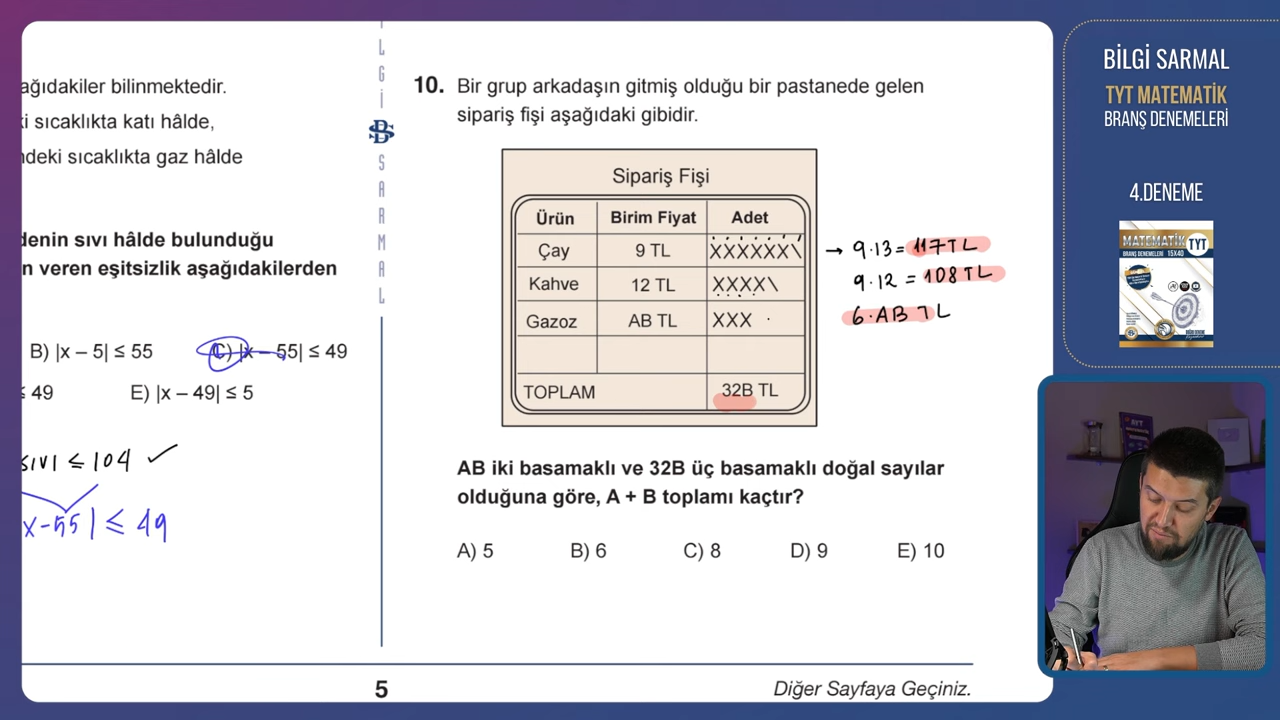 ağıdakiler bilinmektedir.
ki sıcaklıkta katı hâlde,
ndeki sıcaklıkta gaz hâlde
denin sıvı hâlde bulunduğu
n veren eşitsizlik aşağıdakilerden
B) |x – 5| ≤ 55 C) |x – 55| ≤ 49
≤ 49 E) |x – 49| ≤ 5
sıvı ≤ 104 ✓
x-55| ≤ 49
LGİ SARMAL
10. Bir grup arkadaşın gitmiş olduğu bir pastanede gelen
sipariş fişi aşağıdaki gibidir.
Sipariş Fişi
Ürün Birim Fiyat Adet
Çay 9 TL XXXXXX\
Kahve 12 TL XXXX\
Gazoz AB TL XXX
TOPLAM 32B TL
→ 9·13 = 117 TL
9·12 = 108 TL
6·AB TL
AB iki basamaklı ve 32B üç basamaklı doğal sayılar
olduğuna göre, A + B toplamı kaçtır?
A) 5 B) 6 C) 8 D) 9 E) 10
5
Diğer Sayfaya Geçiniz.
BİLGİ SARMAL
TYT MATEMATİK
BRANŞ DENEMELERİ
4.DENEME
MATEMATİK TYT
BRANŞ DENEMELERİ 15X40